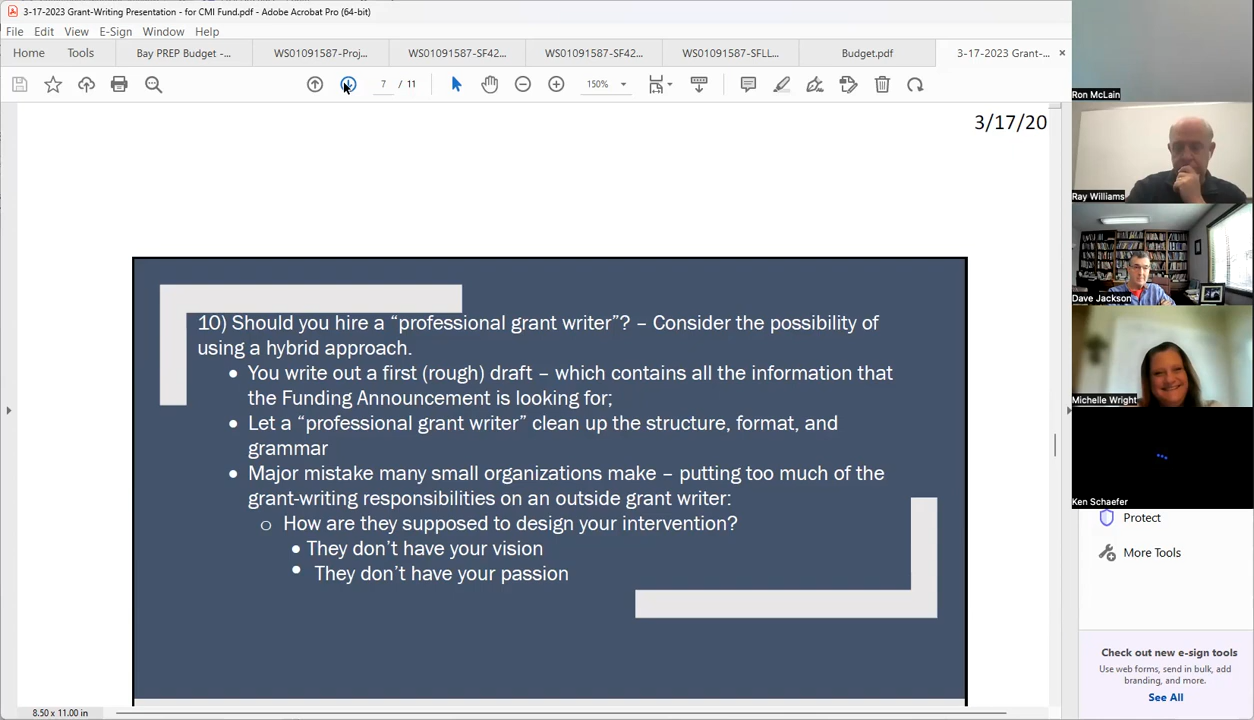 3-17-2023 Grant-Writing Presentation - for CMI Fund.pdf - Adobe Acrobat Pro (64-bit)
File Edit View E-Sign Window Help
Home Tools Bay PREP Budget -... WS01091587-Proj... WS01091587-SF42... WS01091587-SF42... WS01091587-SFLL... Budget.pdf 3-17-2023 Grant-... ×
7 / 11 150%
3/17/20
10) Should you hire a “professional grant writer”? – Consider the possibility of
using a hybrid approach.
• You write out a first (rough) draft – which contains all the information that
the Funding Announcement is looking for;
• Let a “professional grant writer” clean up the structure, format, and
grammar
• Major mistake many small organizations make – putting too much of the
grant-writing responsibilities on an outside grant writer:
o How are they supposed to design your intervention?
• They don’t have your vision
• They don’t have your passion
8.50 x 11.00 in
Ron McLain
Ray Williams
Dave Jackson
Michelle Wright
Ken Schaefer
Protect
More Tools
Check out new e-sign tools
Use web forms, send in bulk, add
branding, and more.
See All